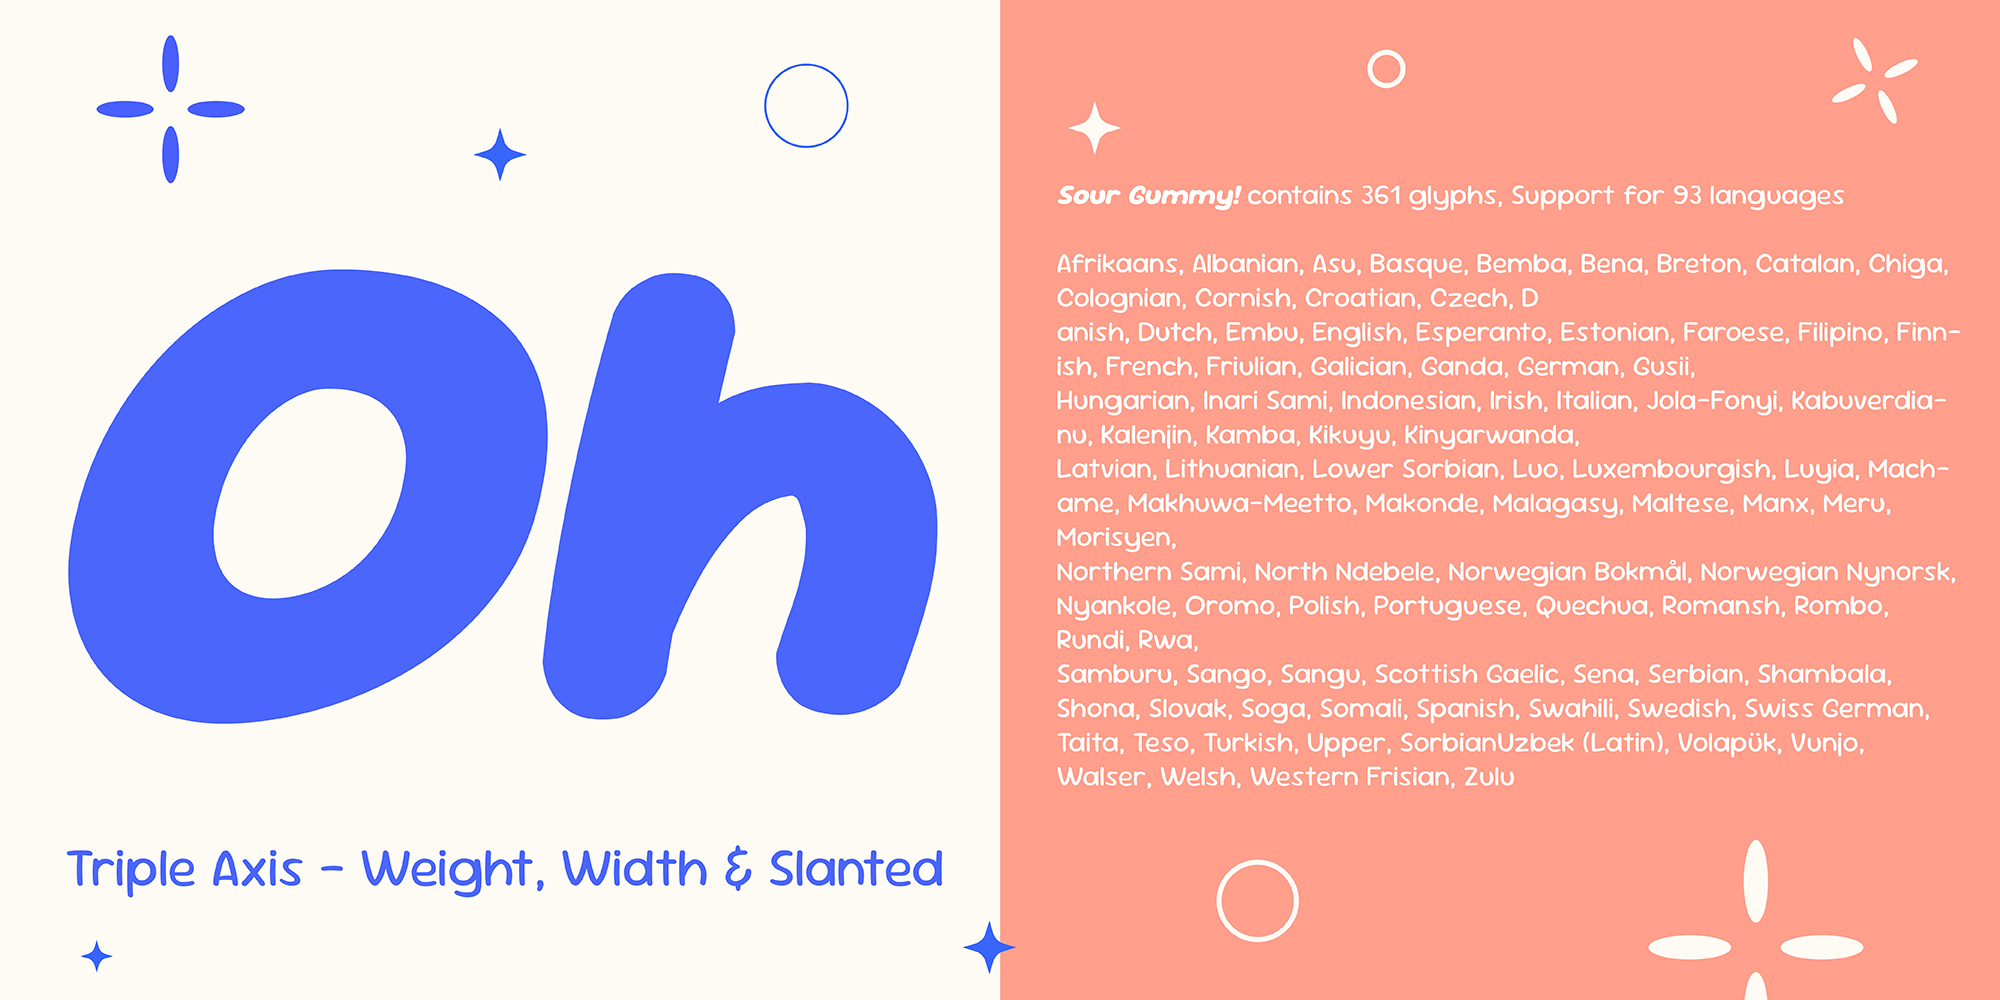 Oh
Triple Axis - Weight, Width & Slanted
Sour Gummy! contains 361 glyphs, Support for 93 languages
Afrikaans, Albanian, Asu, Basque, Bemba, Bena, Breton, Catalan, Chiga,
Colognian, Cornish, Croatian, Czech, D
anish, Dutch, Embu, English, Esperanto, Estonian, Faroese, Filipino, Finn-
ish, French, Friulian, Galician, Ganda, German, Gusii,
Hungarian, Inari Sami, Indonesian, Irish, Italian, Jola-Fonyi, Kabuverdia-
nu, Kalenjin, Kamba, Kikuyu, Kinyarwanda,
Latvian, Lithuanian, Lower Sorbian, Luo, Luxembourgish, Luyia, Mach-
ame, Makhuwa-Meetto, Makonde, Malagasy, Maltese, Manx, Meru,
Morisyen,
Northern Sami, North Ndebele, Norwegian Bokmål, Norwegian Nynorsk,
Nyankole, Oromo, Polish, Portuguese, Quechua, Romansh, Rombo,
Rundi, Rwa,
Samburu, Sango, Sangu, Scottish Gaelic, Sena, Serbian, Shambala,
Shona, Slovak, Soga, Somali, Spanish, Swahili, Swedish, Swiss German,
Taita, Teso, Turkish, Upper, SorbianUzbek (Latin), Volapük, Vunjo,
Walser, Welsh, Western Frisian, Zulu